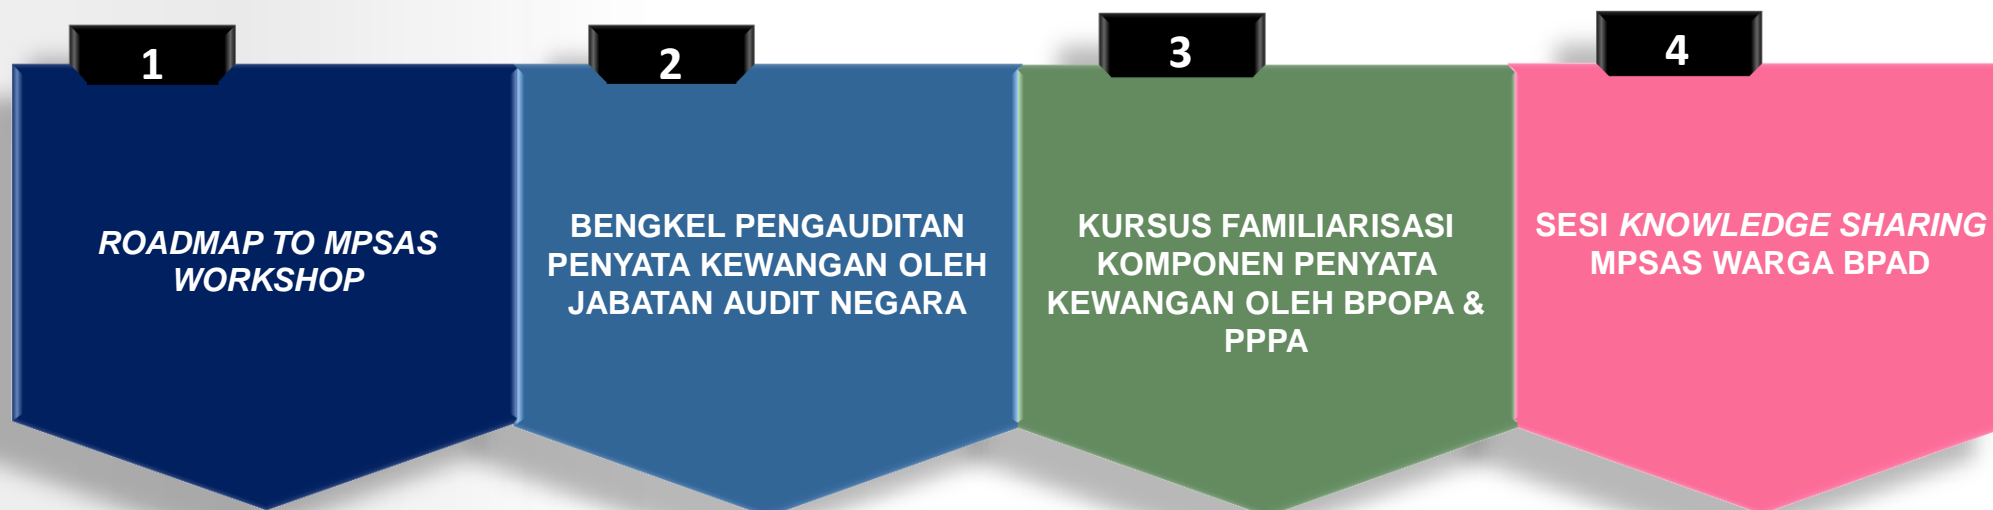 1
ROADMAP TO MPSAS
WORKSHOP
2
BENGKEL PENGAUDITAN
PENYATA KEWANGAN OLEH
JABATAN AUDIT NEGARA
3
KURSUS FAMILIARISASI
KOMPONEN PENYATA
KEWANGAN OLEH BPOPA &
PPPA
4
SESI KNOWLEDGE SHARING
MPSAS WARGA BPAD